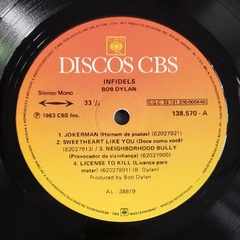 DISCOS CBS
INFIDELS
BOB DYLAN
Stereo/Mono
33 1/3
138.570 - A
℗ 1983 CBS Inc.
1. JOKERMAN (Homem de piadas) (62027921)
2. SWEETHEART LIKE YOU (Doce como você)
(62027913) / 3. NEIGHBORHOOD BULLY
(Provocador da vizinhança) (62021905)
4. LICENSE TO KILL (Licença para
matar) (62027891) (B. Dylan)
Produced by Bob Dylan
AL - 38819